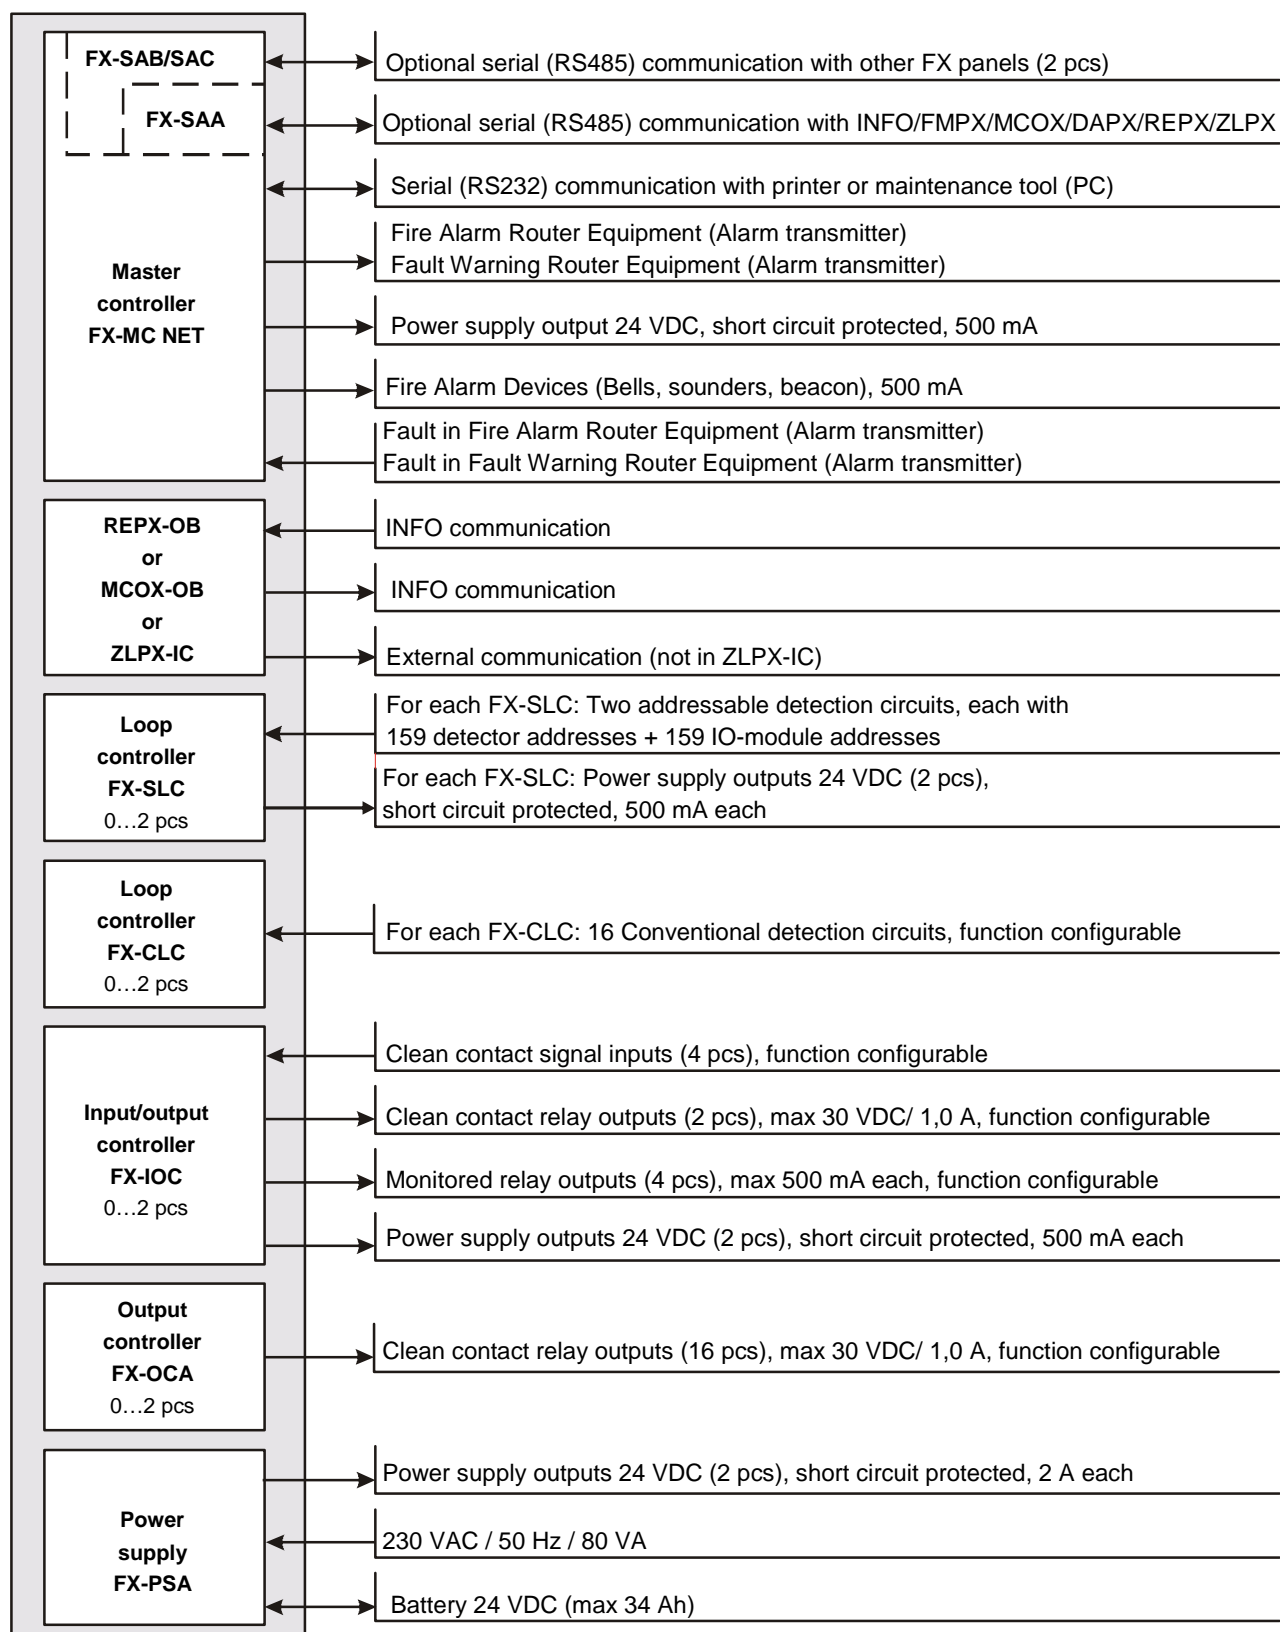 FX-SAB/SAC
Optional serial (RS485) communication with other FX panels (2 pcs)
FX-SAA
Optional serial (RS485) communication with INFO/FMPX/MCOX/DAPX/REPX/ZLPX
Serial (RS232) communication with printer or maintenance tool (PC)
Fire Alarm Router Equipment (Alarm transmitter)
Fault Warning Router Equipment (Alarm transmitter)
Master
controller
FX-MC NET
Power supply output 24 VDC, short circuit protected, 500 mA
Fire Alarm Devices (Bells, sounders, beacon), 500 mA
Fault in Fire Alarm Router Equipment (Alarm transmitter)
Fault in Fault Warning Router Equipment (Alarm transmitter)
REPX-OB
or
MCOX-OB
or
ZLPX-IC
INFO communication
INFO communication
External communication (not in ZLPX-IC)
Loop
controller
FX-SLC
0…2 pcs
For each FX-SLC: Two addressable detection circuits, each with
159 detector addresses + 159 IO-module addresses
For each FX-SLC: Power supply outputs 24 VDC (2 pcs),
short circuit protected, 500 mA each
Loop
controller
FX-CLC
0…2 pcs
For each FX-CLC: 16 Conventional detection circuits, function configurable
Input/output
controller
FX-IOC
0…2 pcs
Clean contact signal inputs (4 pcs), function configurable
Clean contact relay outputs (2 pcs), max 30 VDC/ 1,0 A, function configurable
Monitored relay outputs (4 pcs), max 500 mA each, function configurable
Power supply outputs 24 VDC (2 pcs), short circuit protected, 500 mA each
Output
controller
FX-OCA
0…2 pcs
Clean contact relay outputs (16 pcs), max 30 VDC/ 1,0 A, function configurable
Power
supply
FX-PSA
Power supply outputs 24 VDC (2 pcs), short circuit protected, 2 A each
230 VAC / 50 Hz / 80 VA
Battery 24 VDC (max 34 Ah)